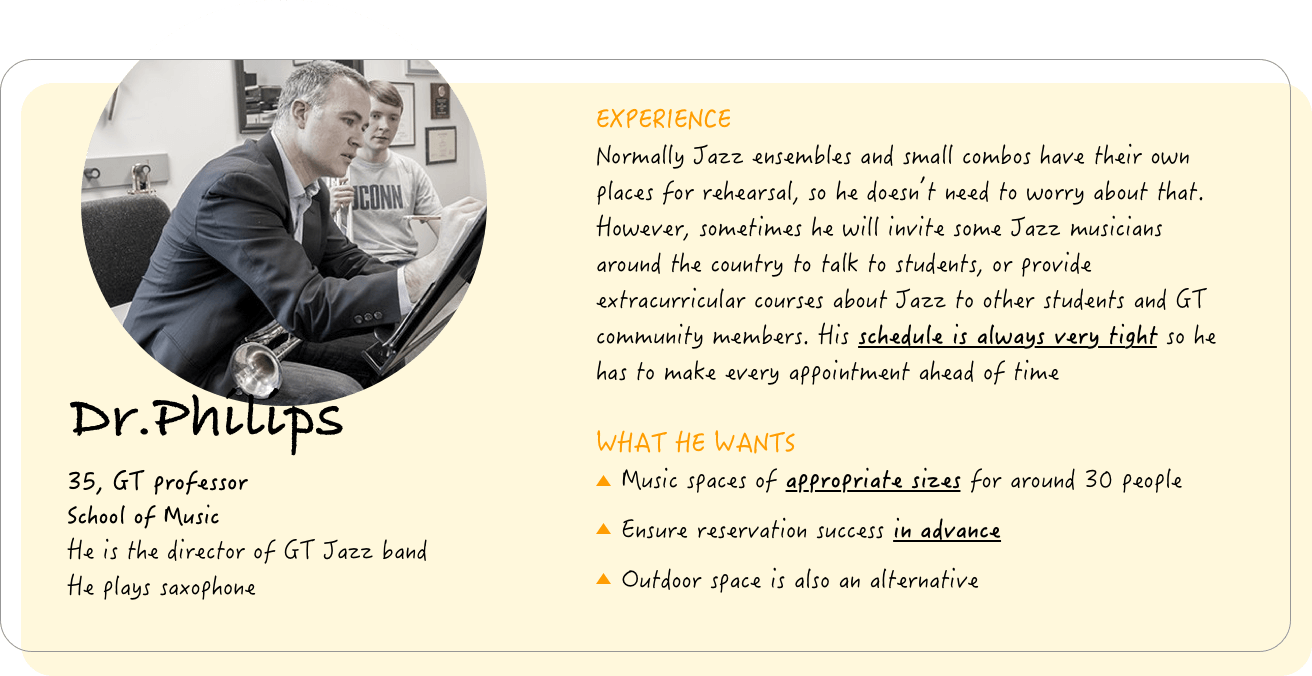 UCONN
Dr.Philips
35, GT professor
School of Music
He is the director of GT Jazz band
He plays saxophone
EXPERIENCE
Normally Jazz ensembles and small combos have their own
places for rehearsal, so he doesn't need to worry about that.
However, sometimes he will invite some Jazz musicians
around the country to talk to students, or provide
extracurricular courses about Jazz to other students and GT
community members. His schedule is always very tight so he
has to make every appointment ahead of time
WHAT HE WANTS
Music spaces of appropriate sizes for around 30 people
Ensure reservation success in advance
Outdoor space is also an alternative